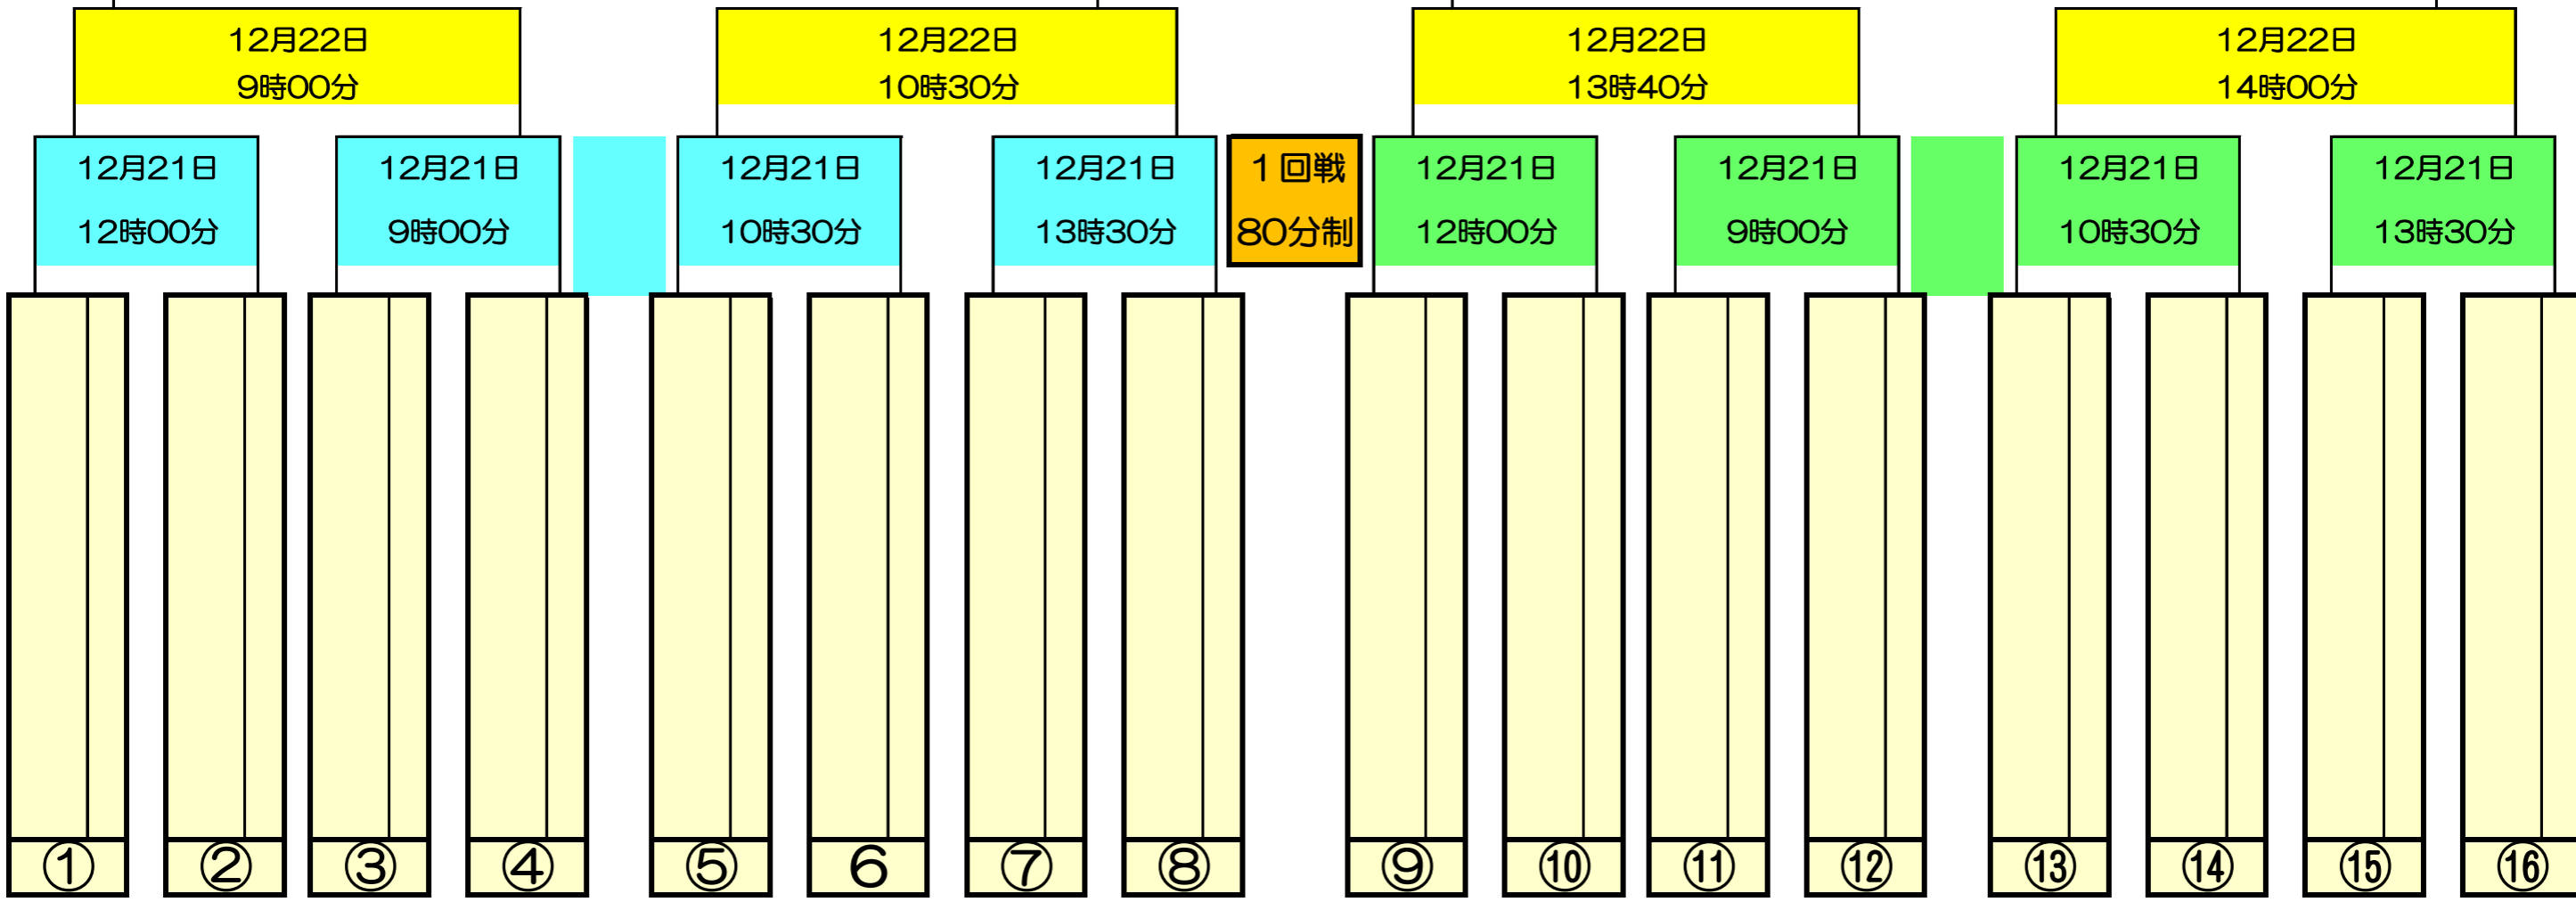 12月22日
9時00分
12月22日
10時30分
12月22日
13時40分
12月22日
14時00分
12月21日
12時00分
12月21日
9時00分
12月21日
10時30分
12月21日
13時30分
1回戦
80分制
12月21日
12時00分
12月21日
9時00分
12月21日
10時30分
12月21日
13時30分
①
②
③
④
⑤
6
⑦
⑧
⑨
⑩
⑪
⑫
⑬
⑭
⑮
⑯